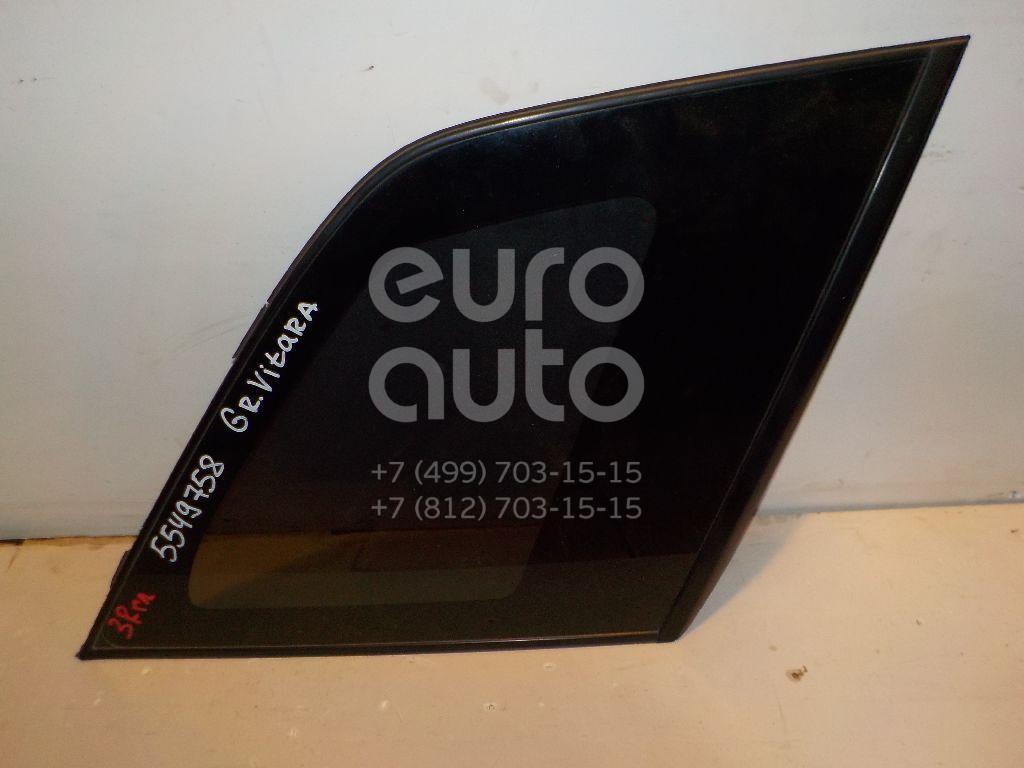 euro
auto
+7 (499) 703-15-15
+7 (812) 703-15-15
GR.VitaRA
5549758